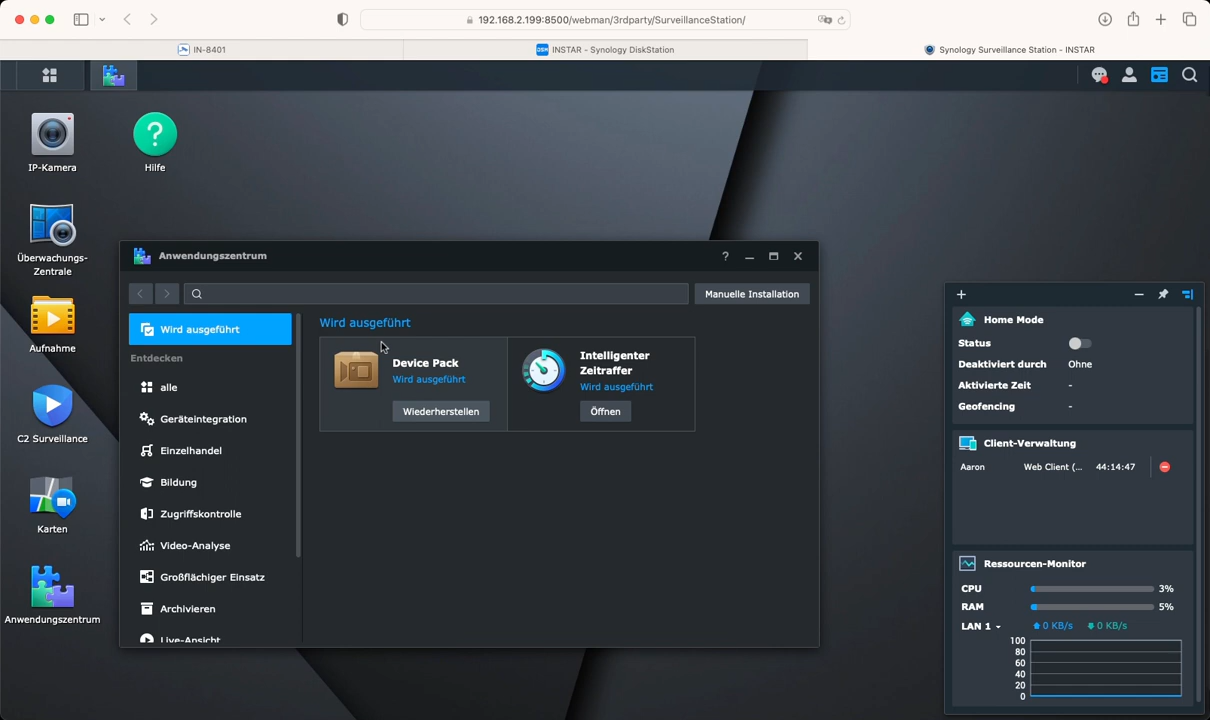 192.168.2.199:8500/webman/3rdparty/SurveillanceStation/
IN-8401
DSM INSTAR - Synology DiskStation
Synology Surveillance Station - INSTAR
IP-Kamera
Hilfe
Überwachungs-
Zentrale
Aufnahme
C2 Surveillance
Karten
Anwendungszentrum
Anwendungszentrum
Manuelle Installation
Wird ausgeführt
Entdecken
alle
Geräteintegration
Einzelhandel
Bildung
Zugriffskontrolle
Video-Analyse
Großflächiger Einsatz
Archivieren
Live-Ansicht
Wird ausgeführt
Device Pack
Wird ausgeführt
Wiederherstellen
Intelligenter
Zeitraffer
Wird ausgeführt
Öffnen
Home Mode
Status
Deaktiviert durch Ohne
Aktivierte Zeit -
Geofencing -
Client-Verwaltung
Aaron Web Client (... 44:14:47
Ressourcen-Monitor
CPU 3%
RAM 5%
LAN 1 0 KB/s 0 KB/s
100
80
60
40
20
0